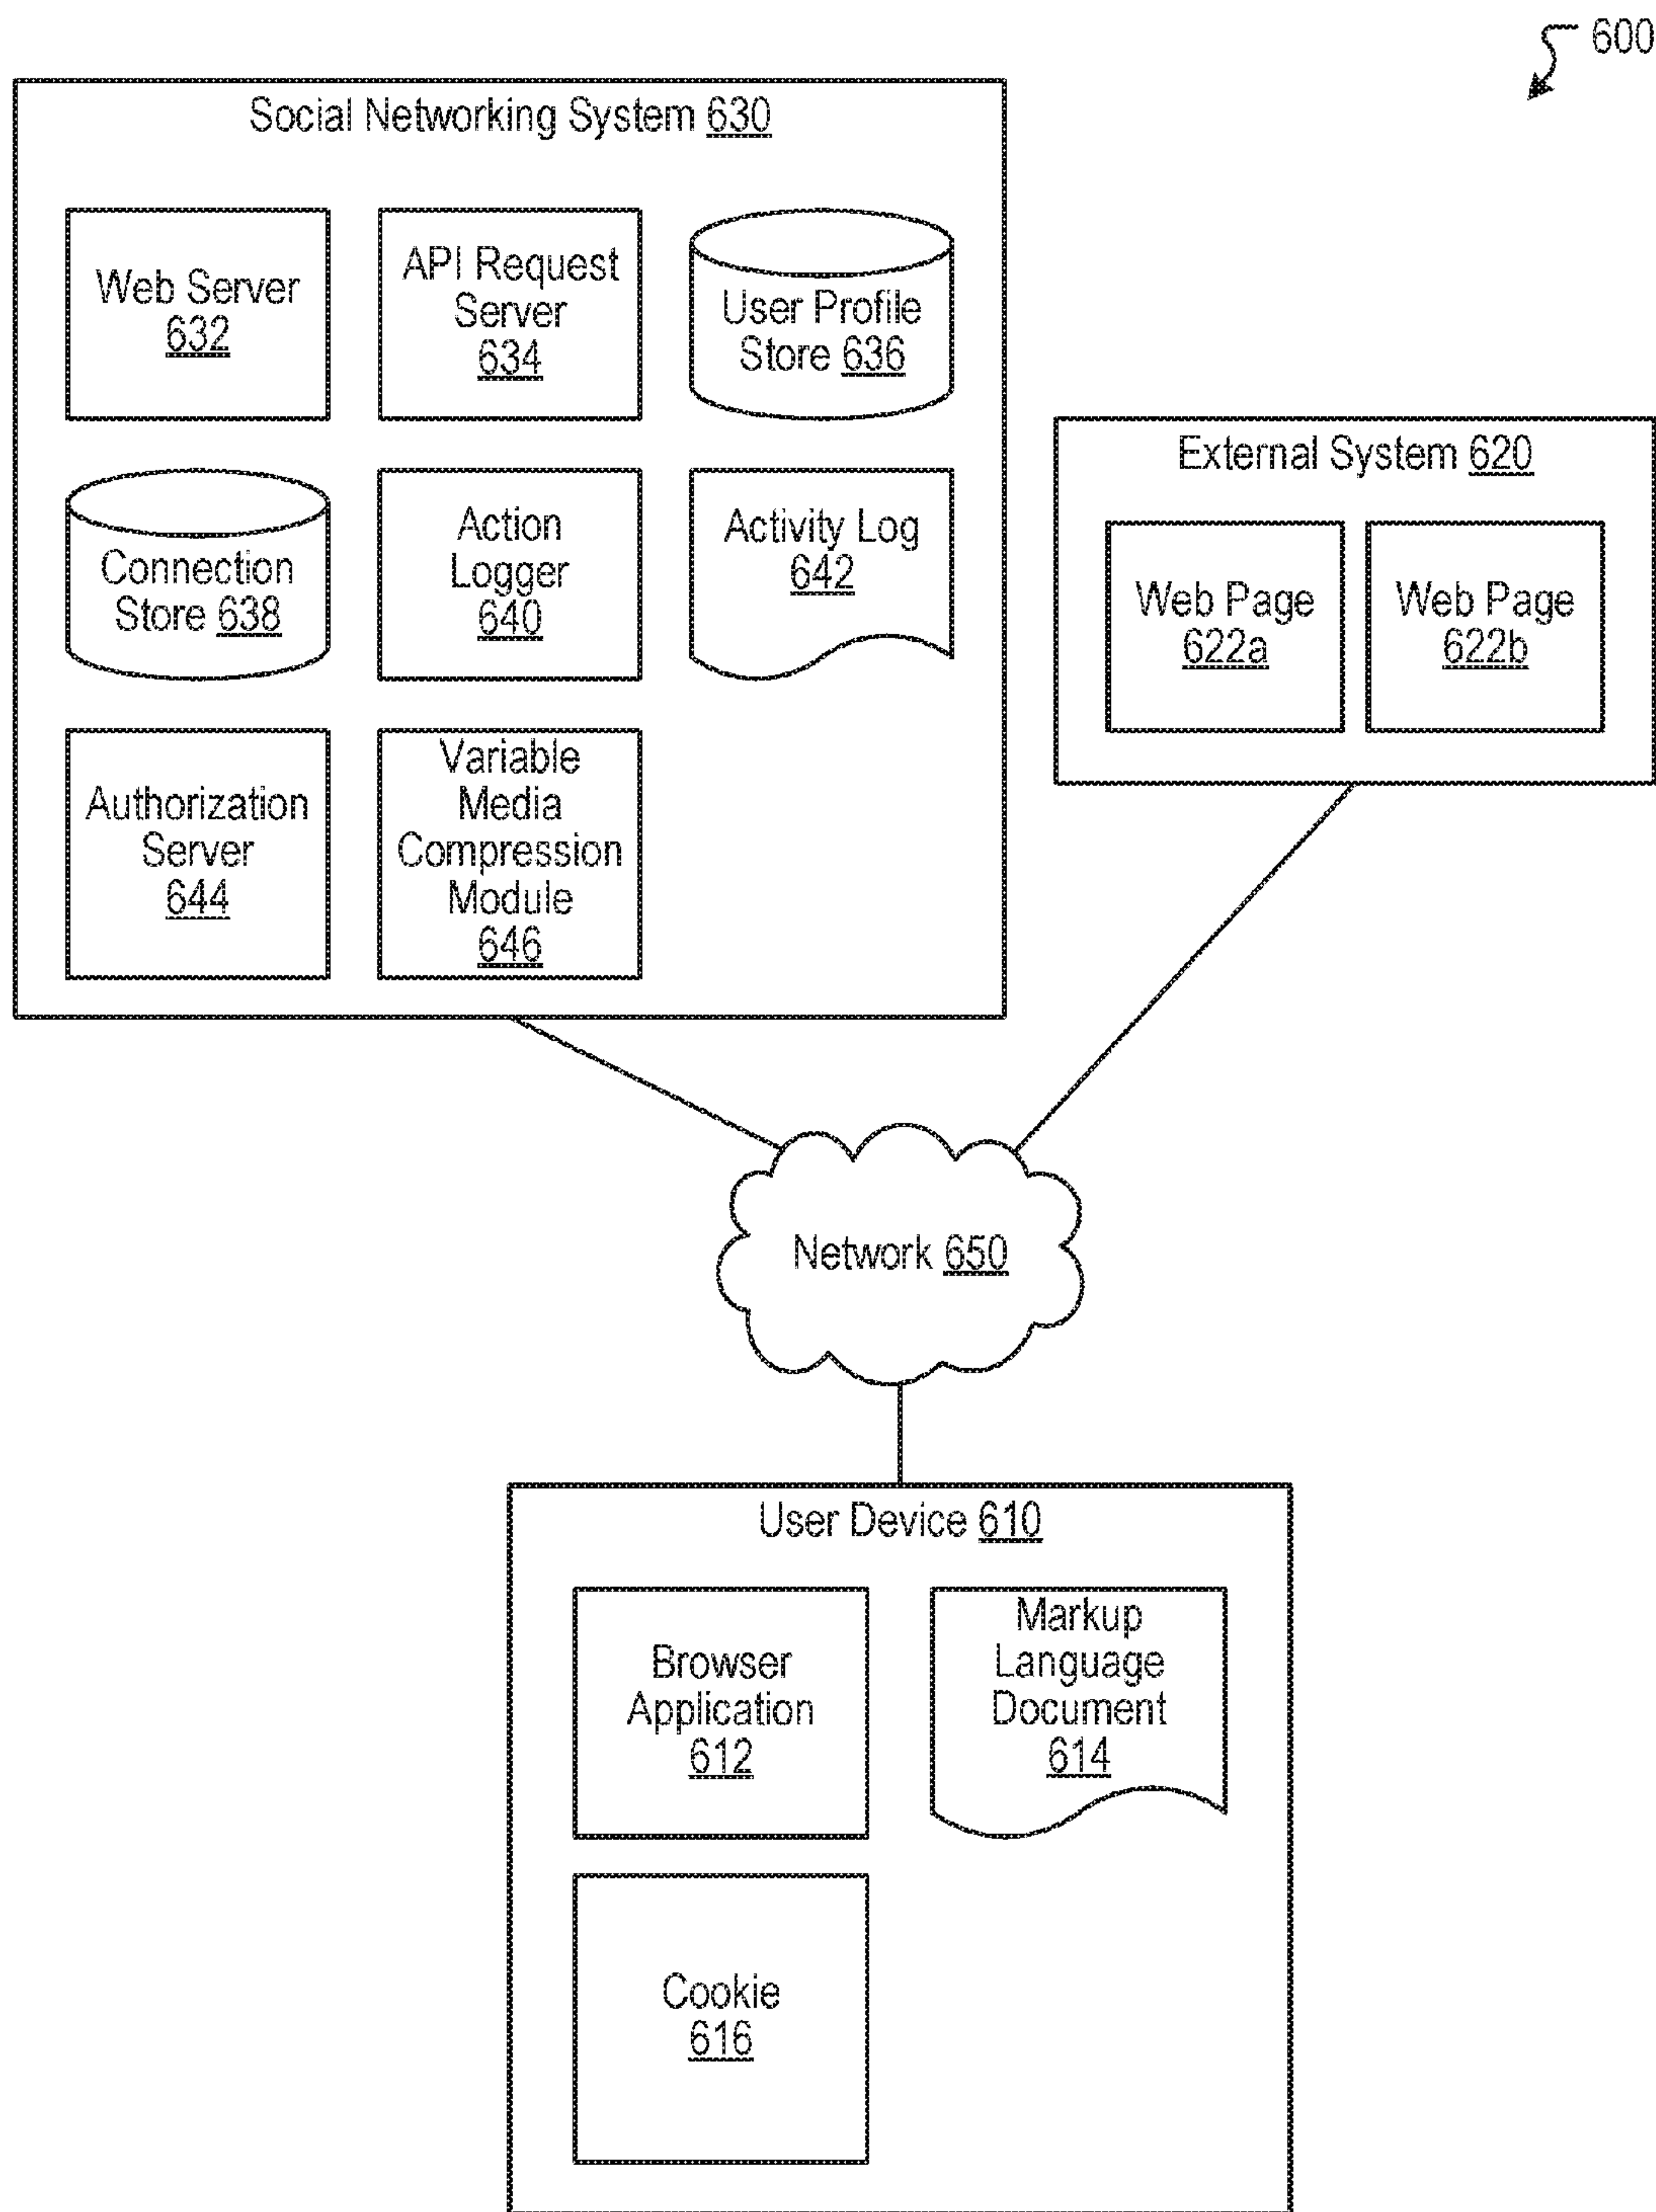 600
Social Networking System 630
Web Server
632
API Request
Server
634
User Profile
Store 636
Connection
Store 638
Action
Logger
640
Activity Log
642
Authorization
Server
644
Variable
Media
Compression
Module
646
External System 620
Web Page
622a
Web Page
622b
Network 650
User Device 610
Browser
Application
612
Markup
Language
Document
614
Cookie
616